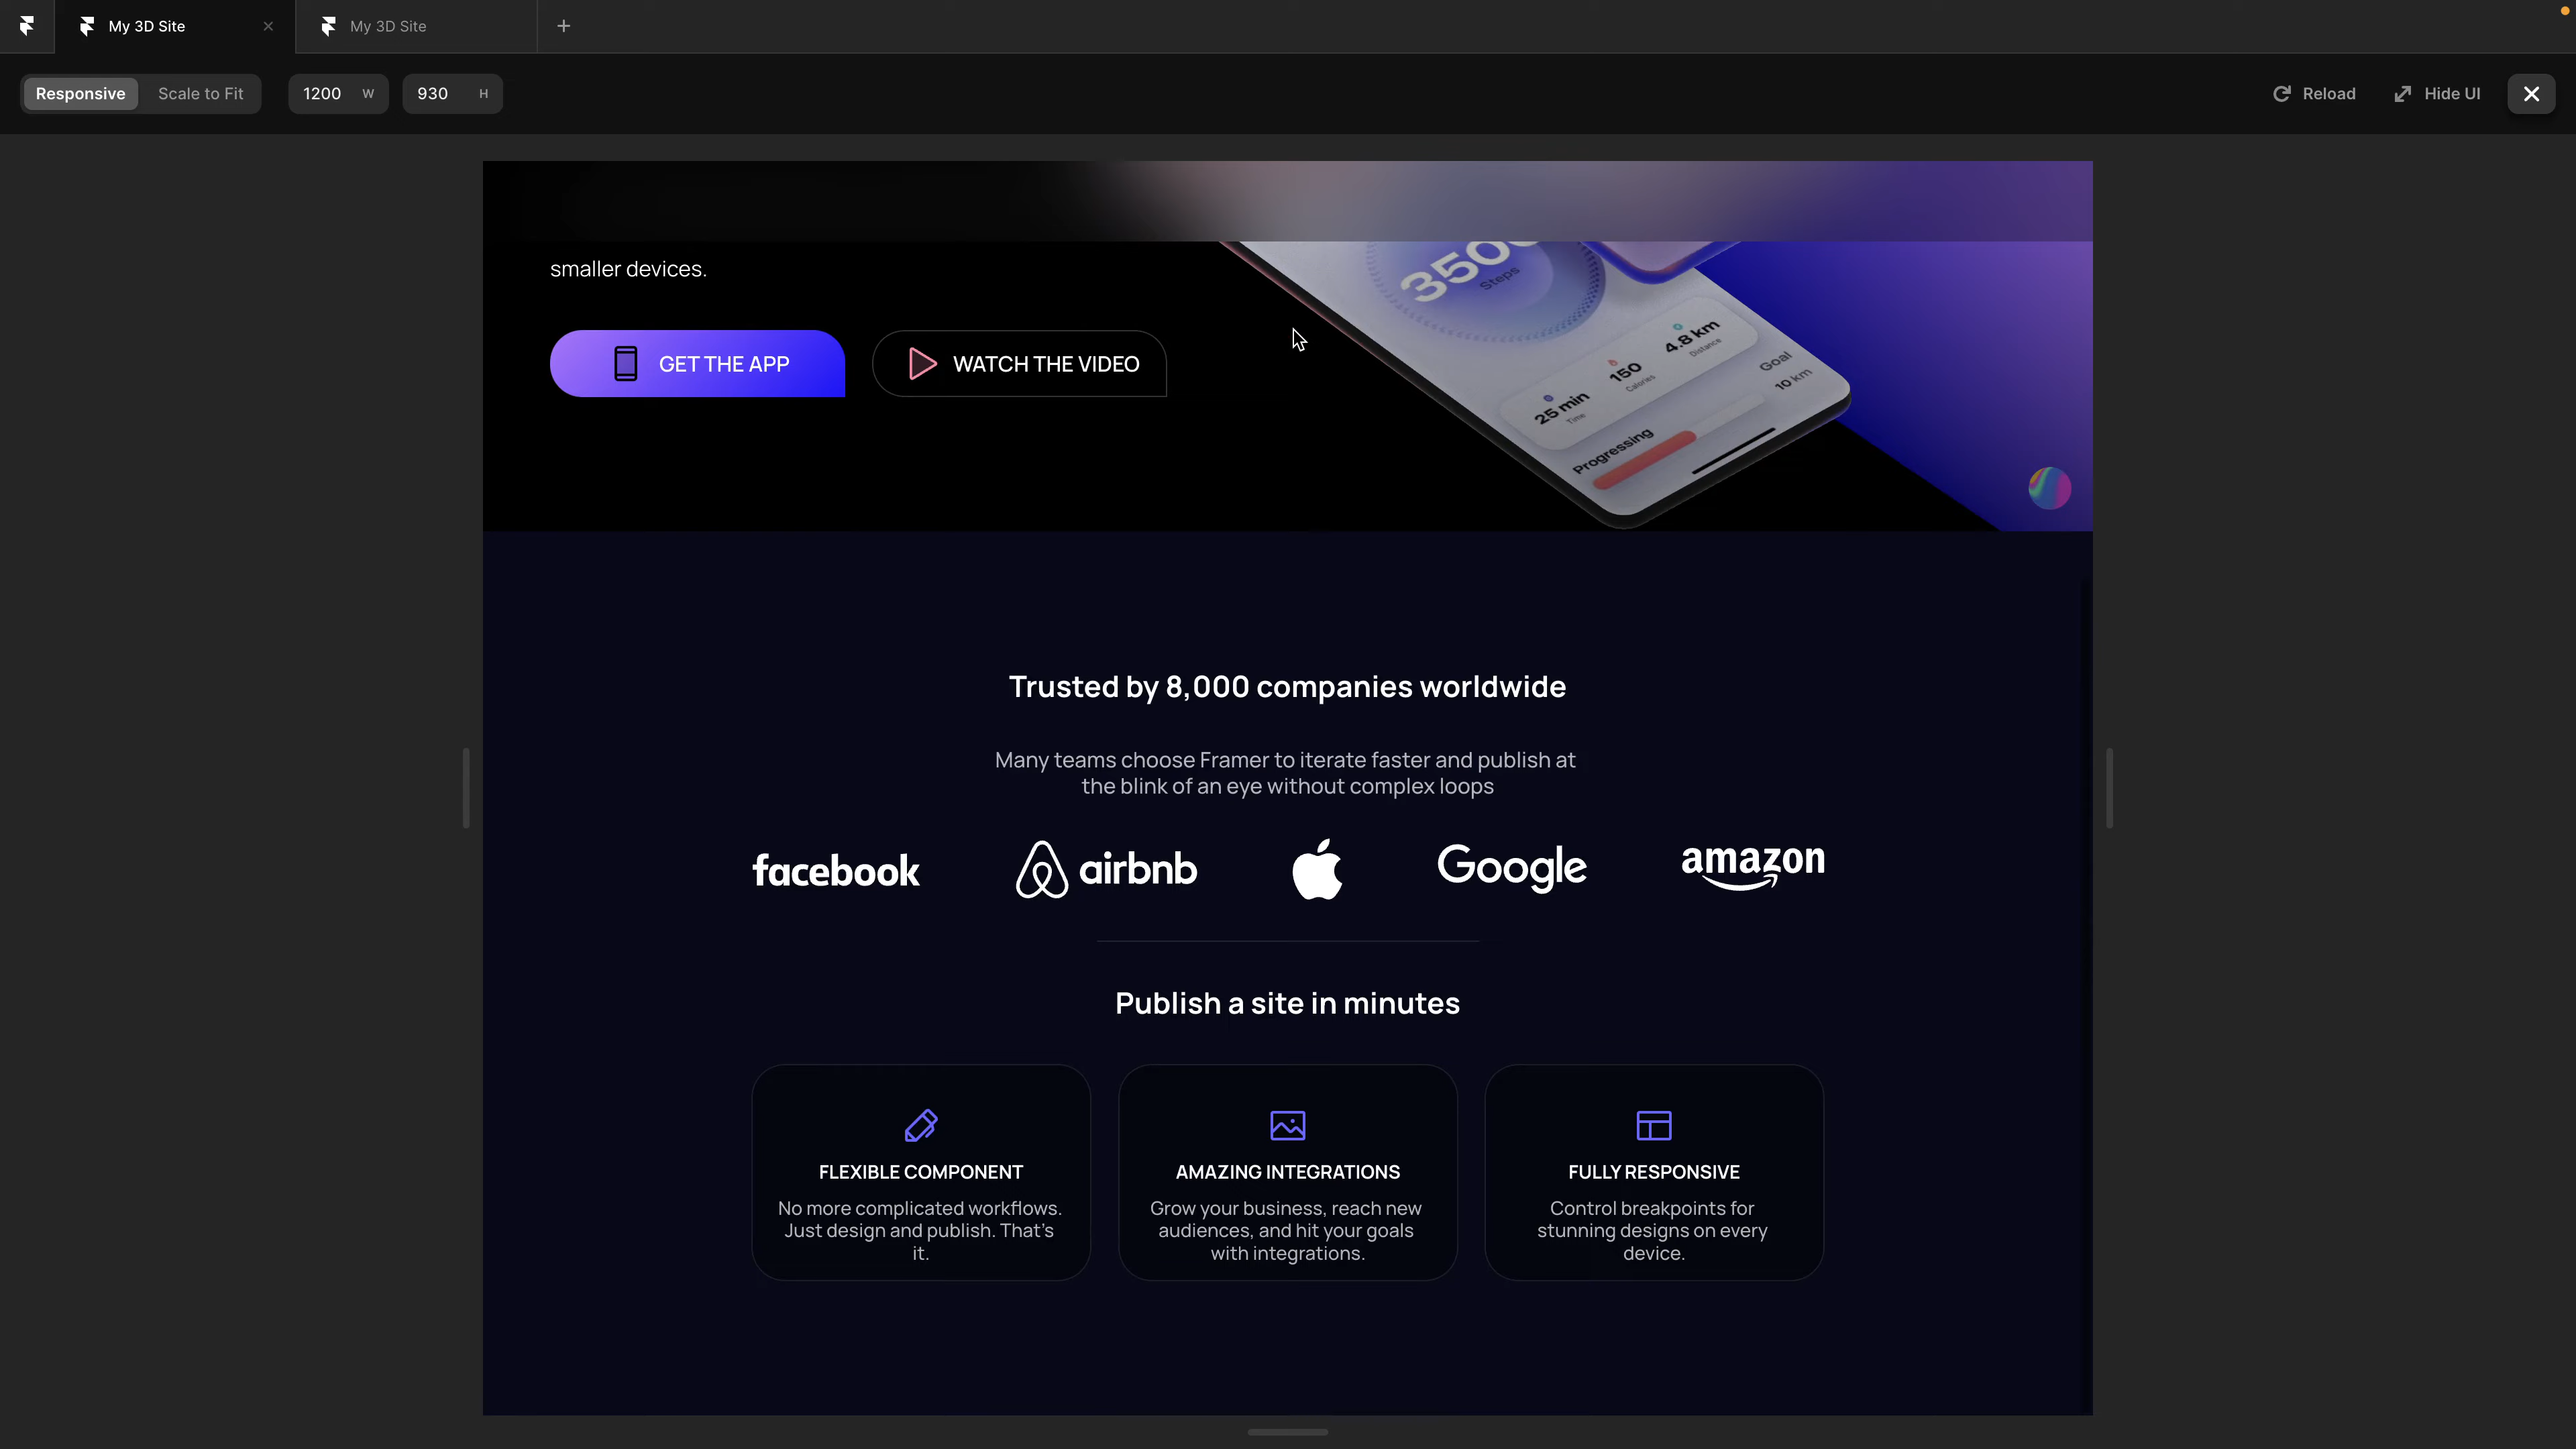 My 3D Site
My 3D Site
Responsive
Scale to Fit
1200 W
930 H
Reload
Hide UI
smaller devices.
GET THE APP
WATCH THE VIDEO
Steps
4.8 km
Distance
150
Calories
25 min
Time
Goal
10 km
Progressing
Trusted by 8,000 companies worldwide
Many teams choose Framer to iterate faster and publish at
the blink of an eye without complex loops
facebook
airbnb
Google
amazon
Publish a site in minutes
FLEXIBLE COMPONENT
No more complicated workflows.
Just design and publish. That's
it.
AMAZING INTEGRATIONS
Grow your business, reach new
audiences, and hit your goals
with integrations.
FULLY RESPONSIVE
Control breakpoints for
stunning designs on every
device.